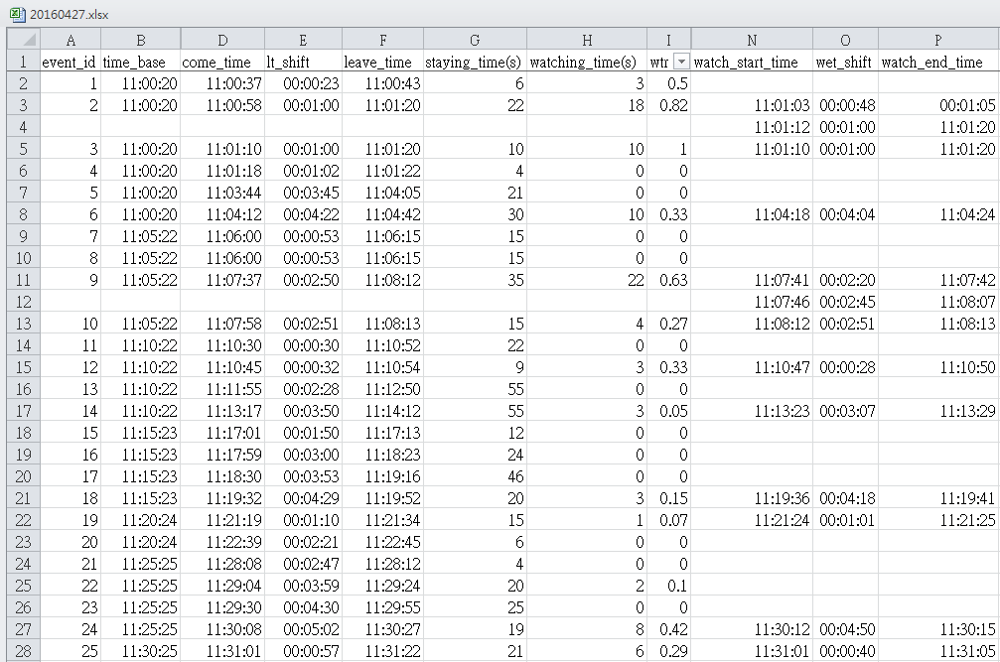 20160427.xlsx
A B D E F G H I N O P
1 event_id time_base come_time lt_shift leave_time staying_time(s) watching_time(s) wtr watch_start_time wet_shift watch_end_time
2 1 11:00:20 11:00:37 00:00:23 11:00:43 6 3 0.5
3 2 11:00:20 11:00:58 00:01:00 11:01:20 22 18 0.82 11:01:03 00:00:48 00:01:05
4 11:01:12 00:01:00 11:01:20
5 3 11:00:20 11:01:10 00:01:00 11:01:20 10 10 1 11:01:10 00:01:00 11:01:20
6 4 11:00:20 11:01:18 00:01:02 11:01:22 4 0 0
7 5 11:00:20 11:03:44 00:03:45 11:04:05 21 0 0
8 6 11:00:20 11:04:12 00:04:22 11:04:42 30 10 0.33 11:04:18 00:04:04 11:04:24
9 7 11:05:22 11:06:00 00:00:53 11:06:15 15 0 0
10 8 11:05:22 11:06:00 00:00:53 11:06:15 15 0 0
11 9 11:05:22 11:07:37 00:02:50 11:08:12 35 22 0.63 11:07:41 00:02:20 11:07:42
12 11:07:46 00:02:45 11:08:07
13 10 11:05:22 11:07:58 00:02:51 11:08:13 15 4 0.27 11:08:12 00:02:51 11:08:13
14 11 11:10:22 11:10:30 00:00:30 11:10:52 22 0 0
15 12 11:10:22 11:10:45 00:00:32 11:10:54 9 3 0.33 11:10:47 00:00:28 11:10:50
16 13 11:10:22 11:11:55 00:02:28 11:12:50 55 0 0
17 14 11:10:22 11:13:17 00:03:50 11:14:12 55 3 0.05 11:13:23 00:03:07 11:13:29
18 15 11:15:23 11:17:01 00:01:50 11:17:13 12 0 0
19 16 11:15:23 11:17:59 00:03:00 11:18:23 24 0 0
20 17 11:15:23 11:18:30 00:03:53 11:19:16 46 0 0
21 18 11:15:23 11:19:32 00:04:29 11:19:52 20 3 0.15 11:19:36 00:04:18 11:19:41
22 19 11:20:24 11:21:19 00:01:10 11:21:34 15 1 0.07 11:21:24 00:01:01 11:21:25
23 20 11:20:24 11:22:39 00:02:21 11:22:45 6 0 0
24 21 11:25:25 11:28:08 00:02:47 11:28:12 4 0 0
25 22 11:25:25 11:29:04 00:03:59 11:29:24 20 2 0.1
26 23 11:25:25 11:29:30 00:04:30 11:29:55 25 0 0
27 24 11:25:25 11:30:08 00:05:02 11:30:27 19 8 0.42 11:30:12 00:04:50 11:30:15
28 25 11:30:25 11:31:01 00:00:57 11:31:22 21 6 0.29 11:31:01 00:00:40 11:31:05